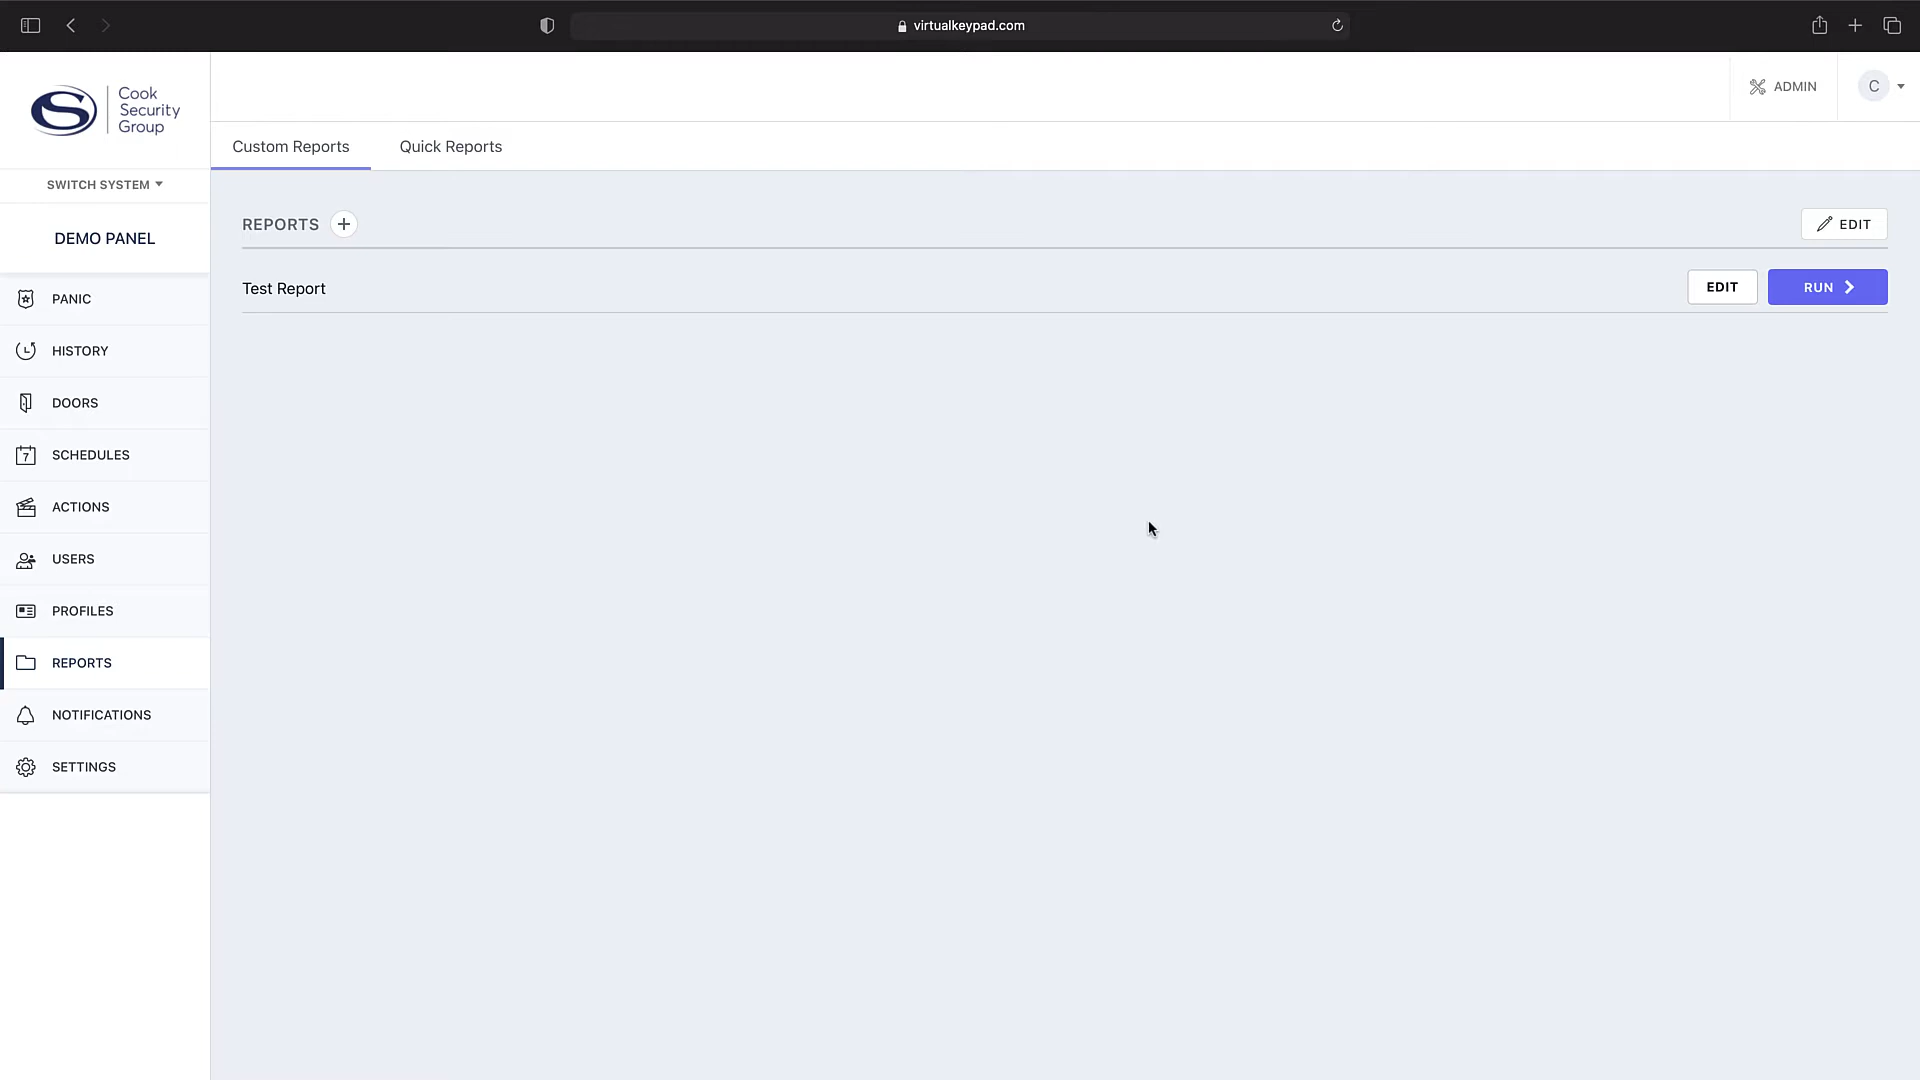 virtualkeypad.com
Cook
Security
Group
ADMIN
C
Custom Reports
Quick Reports
SWITCH SYSTEM
DEMO PANEL
REPORTS
EDIT
Test Report
EDIT
RUN
PANIC
HISTORY
DOORS
7
SCHEDULES
ACTIONS
USERS
PROFILES
REPORTS
NOTIFICATIONS
SETTINGS